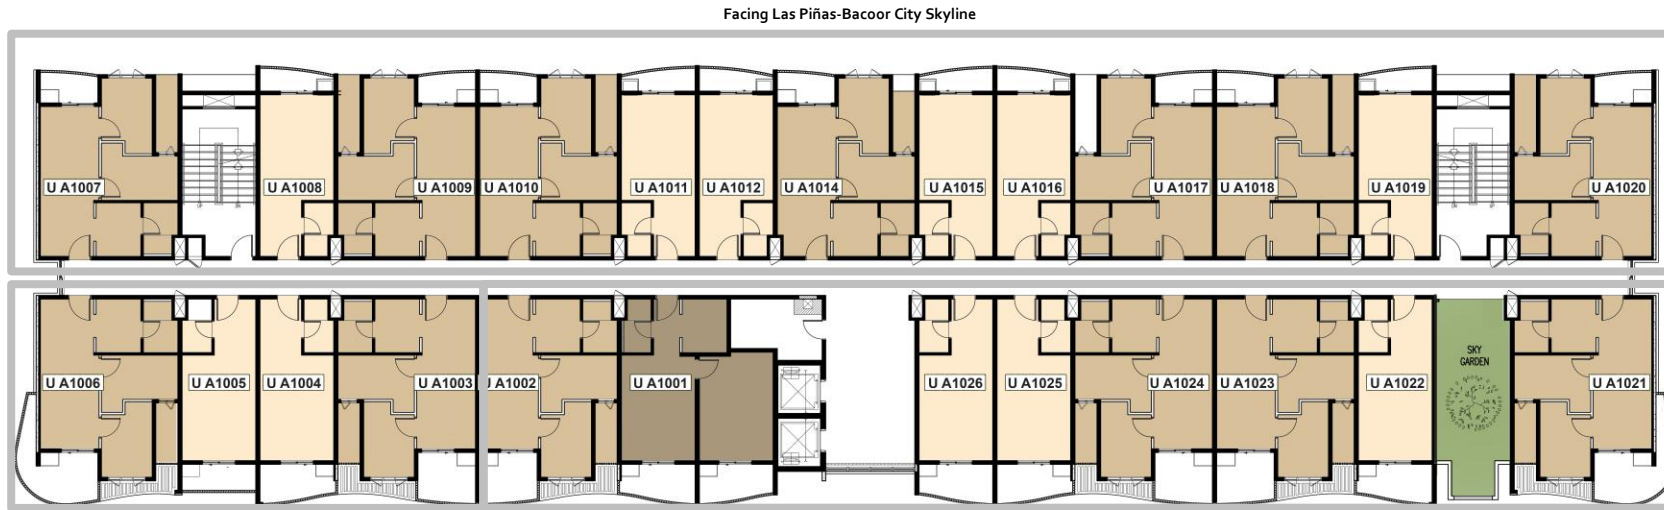 Facing Las Piñas-Bacoor City Skyline
U A1007
U A1008
U A1009
U A1010
U A1011
U A1012
U A1014
U A1015
U A1016
U A1017
U A1018
U A1019
U A1020
U A1006
U A1005
U A1004
U A1003
U A1002
U A1001
U A1026
U A1025
U A1024
U A1023
U A1022
SKY
GARDEN
U A1021